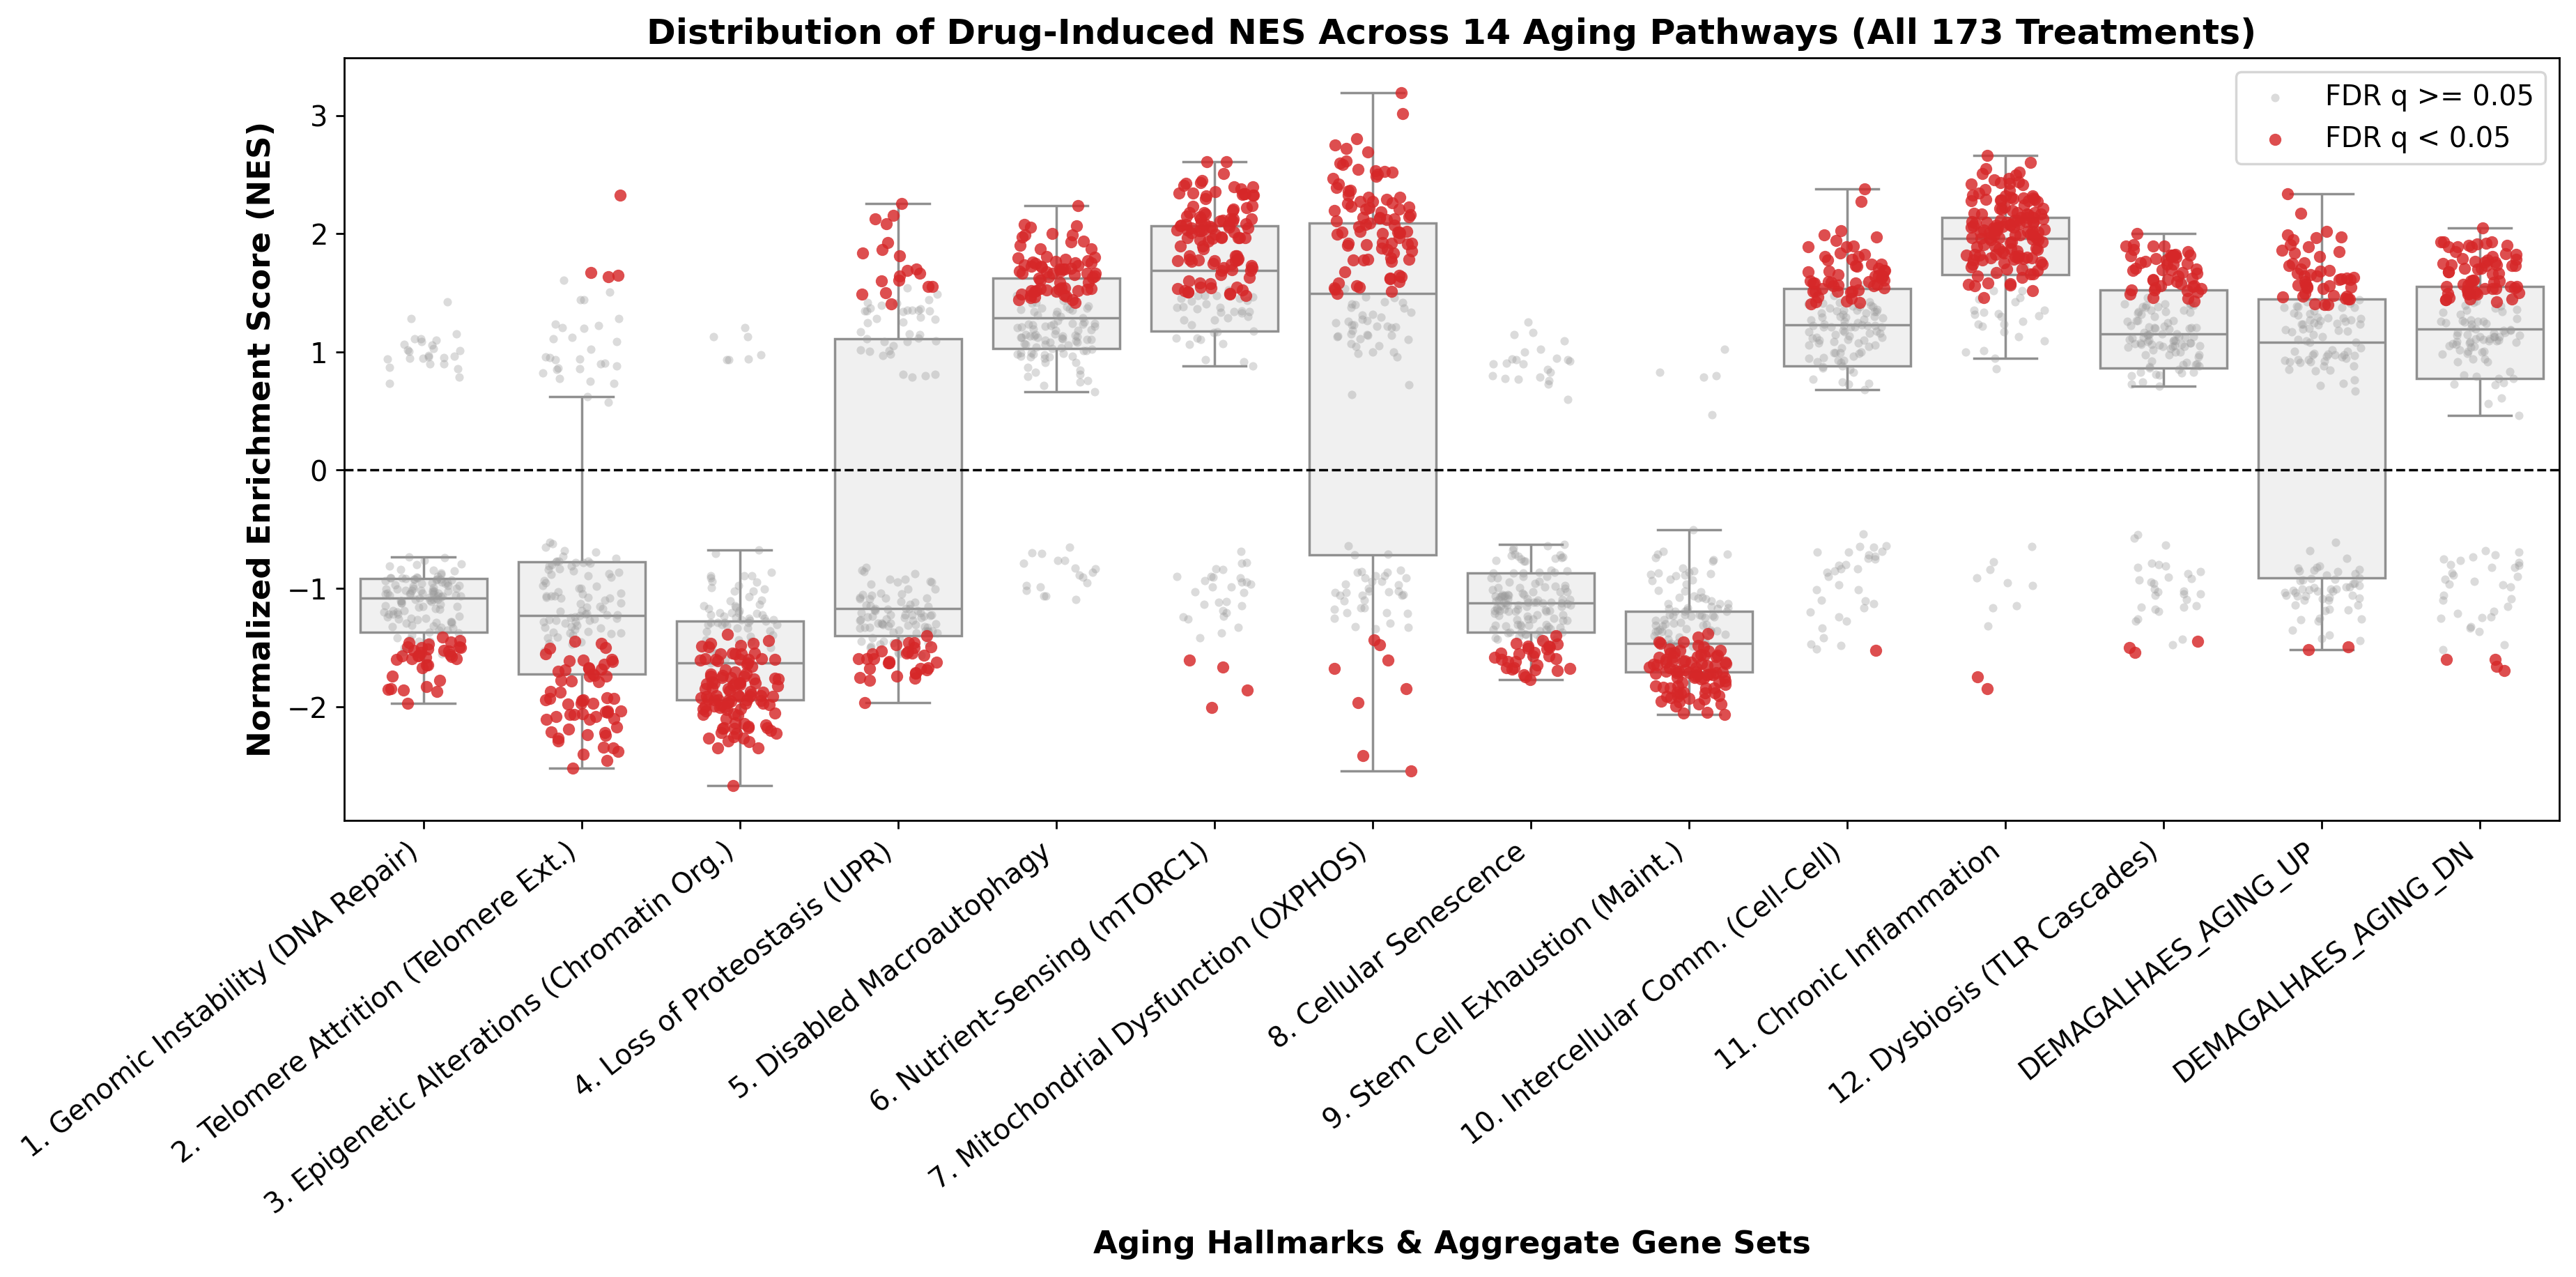 Distribution of Drug-Induced NES Across 14 Aging Pathways (All 173 Treatments)
FDR q >= 0.05
FDR q < 0.05
Normalized Enrichment Score (NES)
3
2
1
0
−1
−2
1. Genomic Instability (DNA Repair)
2. Telomere Attrition (Telomere Ext.)
3. Epigenetic Alterations (Chromatin Org.)
4. Loss of Proteostasis (UPR)
5. Disabled Macroautophagy
6. Nutrient-Sensing (mTORC1)
7. Mitochondrial Dysfunction (OXPHOS)
8. Cellular Senescence
9. Stem Cell Exhaustion (Maint.)
10. Intercellular Comm. (Cell-Cell)
11. Chronic Inflammation
12. Dysbiosis (TLR Cascades)
DEMAGALHAES_AGING_UP
DEMAGALHAES_AGING_DN
Aging Hallmarks & Aggregate Gene Sets